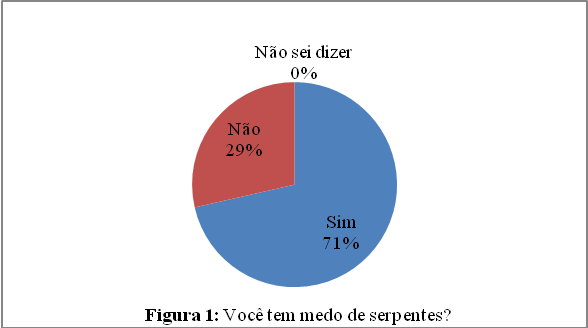 Não sei dizer
0%
Não
29%
Sim
71%
Figura 1: Você tem medo de serpentes?